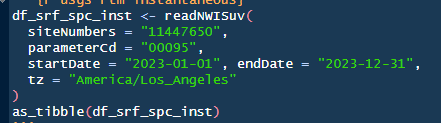 df_srf_spc_inst <- readNWISuv(
siteNumbers = "11447650",
parameterCd = "00095",
startDate = "2023-01-01", endDate = "2023-12-31",
tz = "America/Los_Angeles"
)
as_tibble(df_srf_spc_inst)